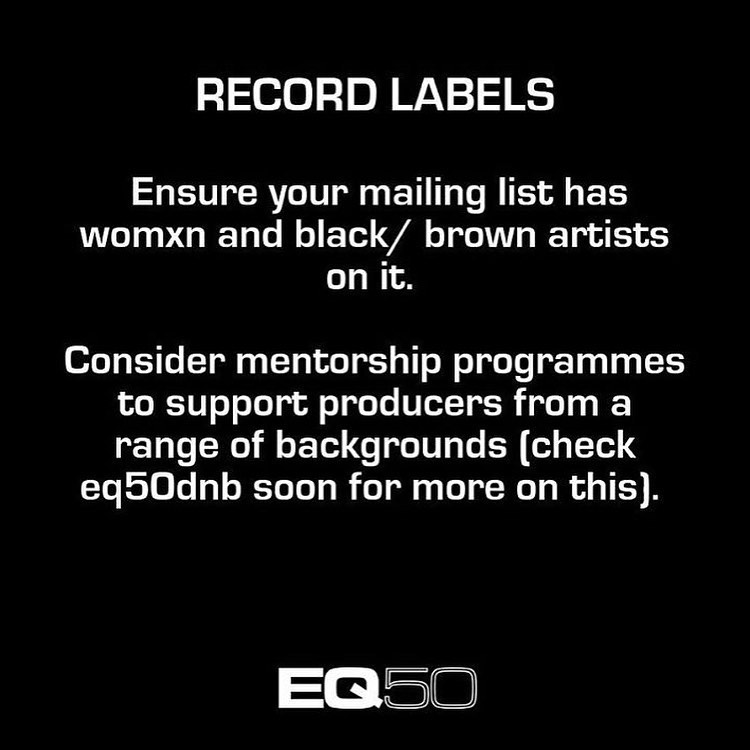 RECORD LABELS
Ensure your mailing list has
womxn and black/ brown artists
on it.
Consider mentorship programmes
to support producers from a
range of backgrounds (check
eq50dnb soon for more on this).
EQ50